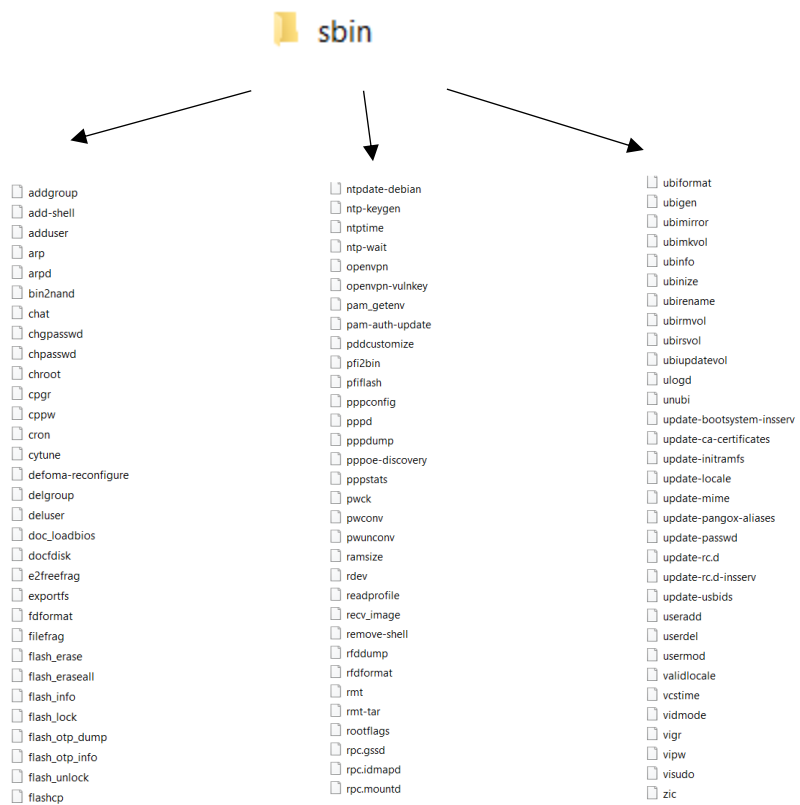 sbin
addgroup
add-shell
adduser
arp
arpd
bin2nand
chat
chgpasswd
chpasswd
chroot
cpgr
cppw
cron
cytune
defoma-reconfigure
delgroup
deluser
doc_loadbios
docfdisk
e2freefrag
exportfs
fdformat
filefrag
flash_erase
flash_eraseall
flash_info
flash_lock
flash_otp_dump
flash_otp_info
flash_unlock
flashcp
ntpdate-debian
ntp-keygen
ntptime
ntp-wait
openvpn
openvpn-vulnkey
pam_getenv
pam-auth-update
pddcustomize
pfi2bin
pfiflash
pppconfig
pppd
pppdump
pppoe-discovery
pppstats
pwck
pwconv
pwunconv
ramsize
rdev
readprofile
recv_image
remove-shell
rfddump
rfdformat
rmt
rmt-tar
rootflags
rpc.gssd
rpc.idmapd
rpc.mountd
ubiformat
ubigen
ubimirror
ubimkvol
ubinfo
ubinize
ubirename
ubirmvol
ubirsvol
ubiupdatevol
ulogd
unubi
update-bootsystem-insserv
update-ca-certificates
update-initramfs
update-locale
update-mime
update-pangox-aliases
update-passwd
update-rc.d
update-rc.d-insserv
update-usbids
useradd
userdel
usermod
validlocale
vcstime
vidmode
vigr
vipw
visudo
zic